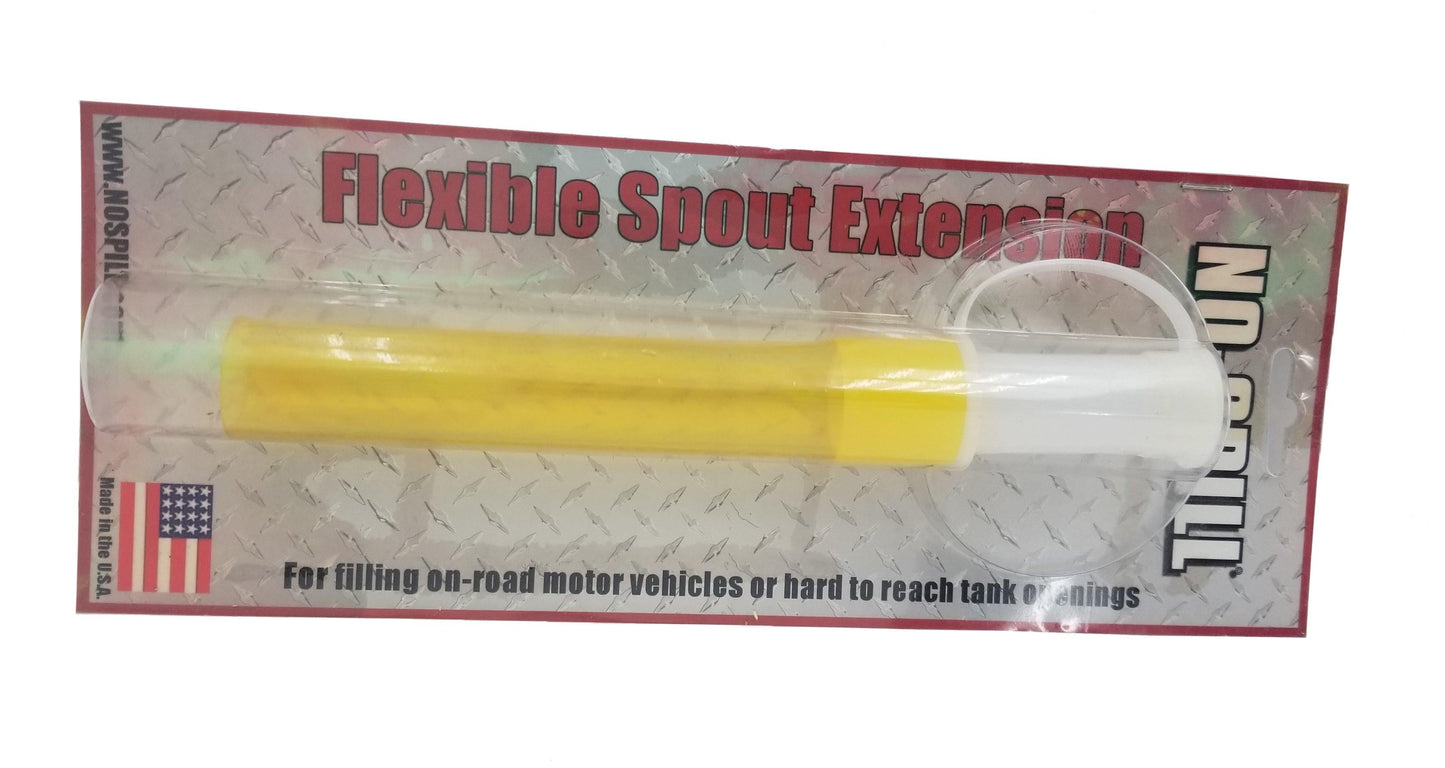 Flexible Spout Extension
NO-SPILL®
For filling on-road motor vehicles or hard to reach tank openings
Made in the U.S.A.